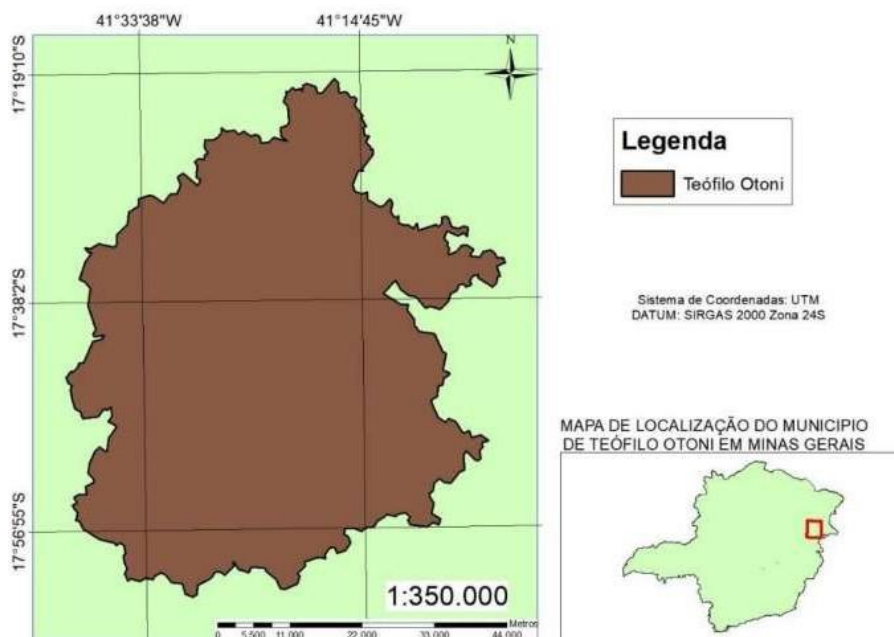 41°33'38"W 41°14'45"W
N
17°19'10"S
17°38'2"S
17°56'55"S
1:350.000
Metros
0 5.500 11.000 22.000 33.000 44.000
Legenda
Teófilo Otoni
Sistema de Coordenadas: UTM
DATUM: SIRGAS 2000 Zona 24S
MAPA DE LOCALIZAÇÃO DO MUNICIPIO
DE TEÓFILO OTONI EM MINAS GERAIS